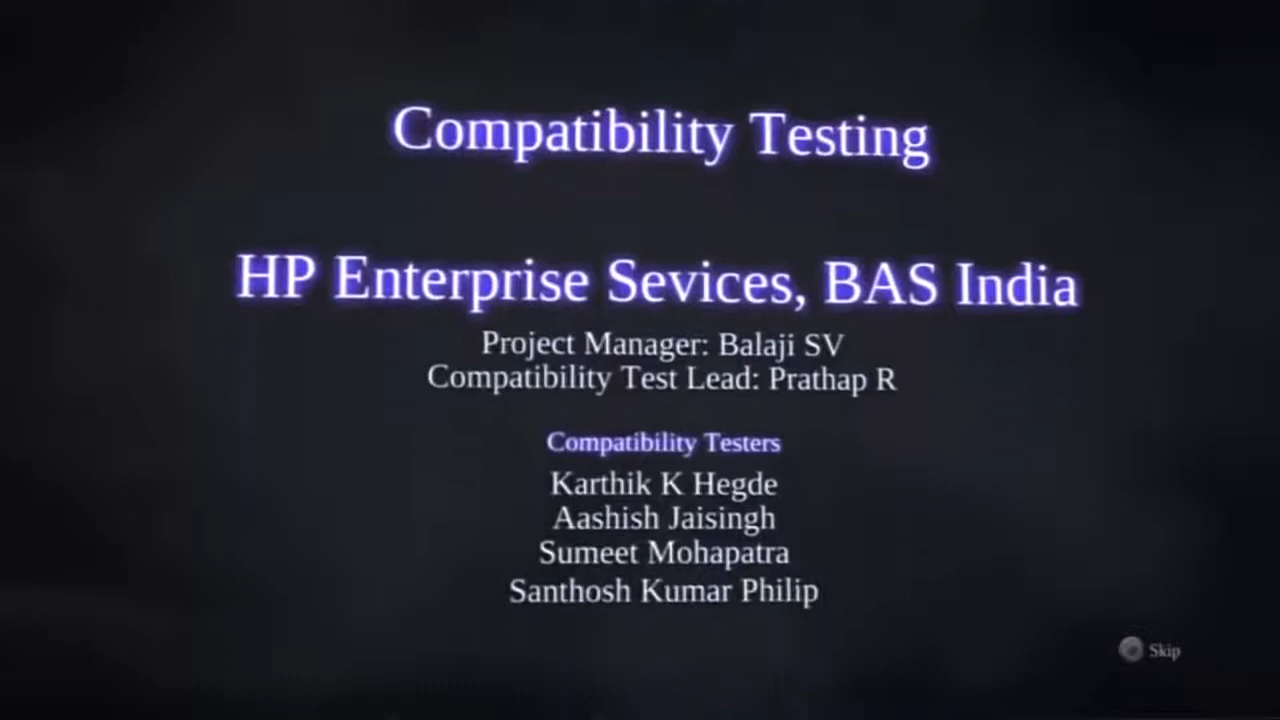 Compatibility Testing
HP Enterprise Sevices, BAS India
Project Manager: Balaji SV
Compatibility Test Lead: Prathap R
Compatibility Testers
Karthik K Hegde
Aashish Jaisingh
Sumeet Mohapatra
Santhosh Kumar Philip
Skip